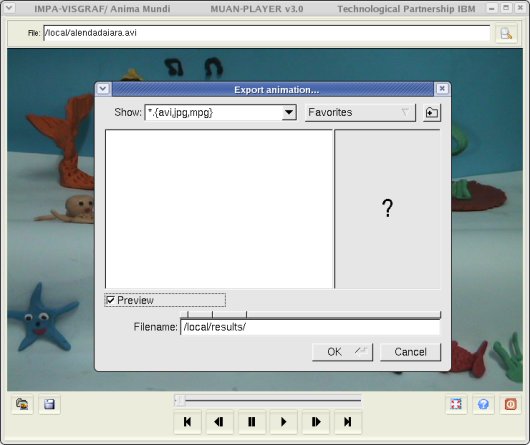 IMPA-VISGRAF/ Anima Mundi MUAN-PLAYER v3.0 Technological Partnership IBM
File: /local/alendadaiara.avi
Export animation...
Show: *.{avi,jpg,mpg} Favorites
?
Preview
Filename: /local/results/
OK Cancel
?